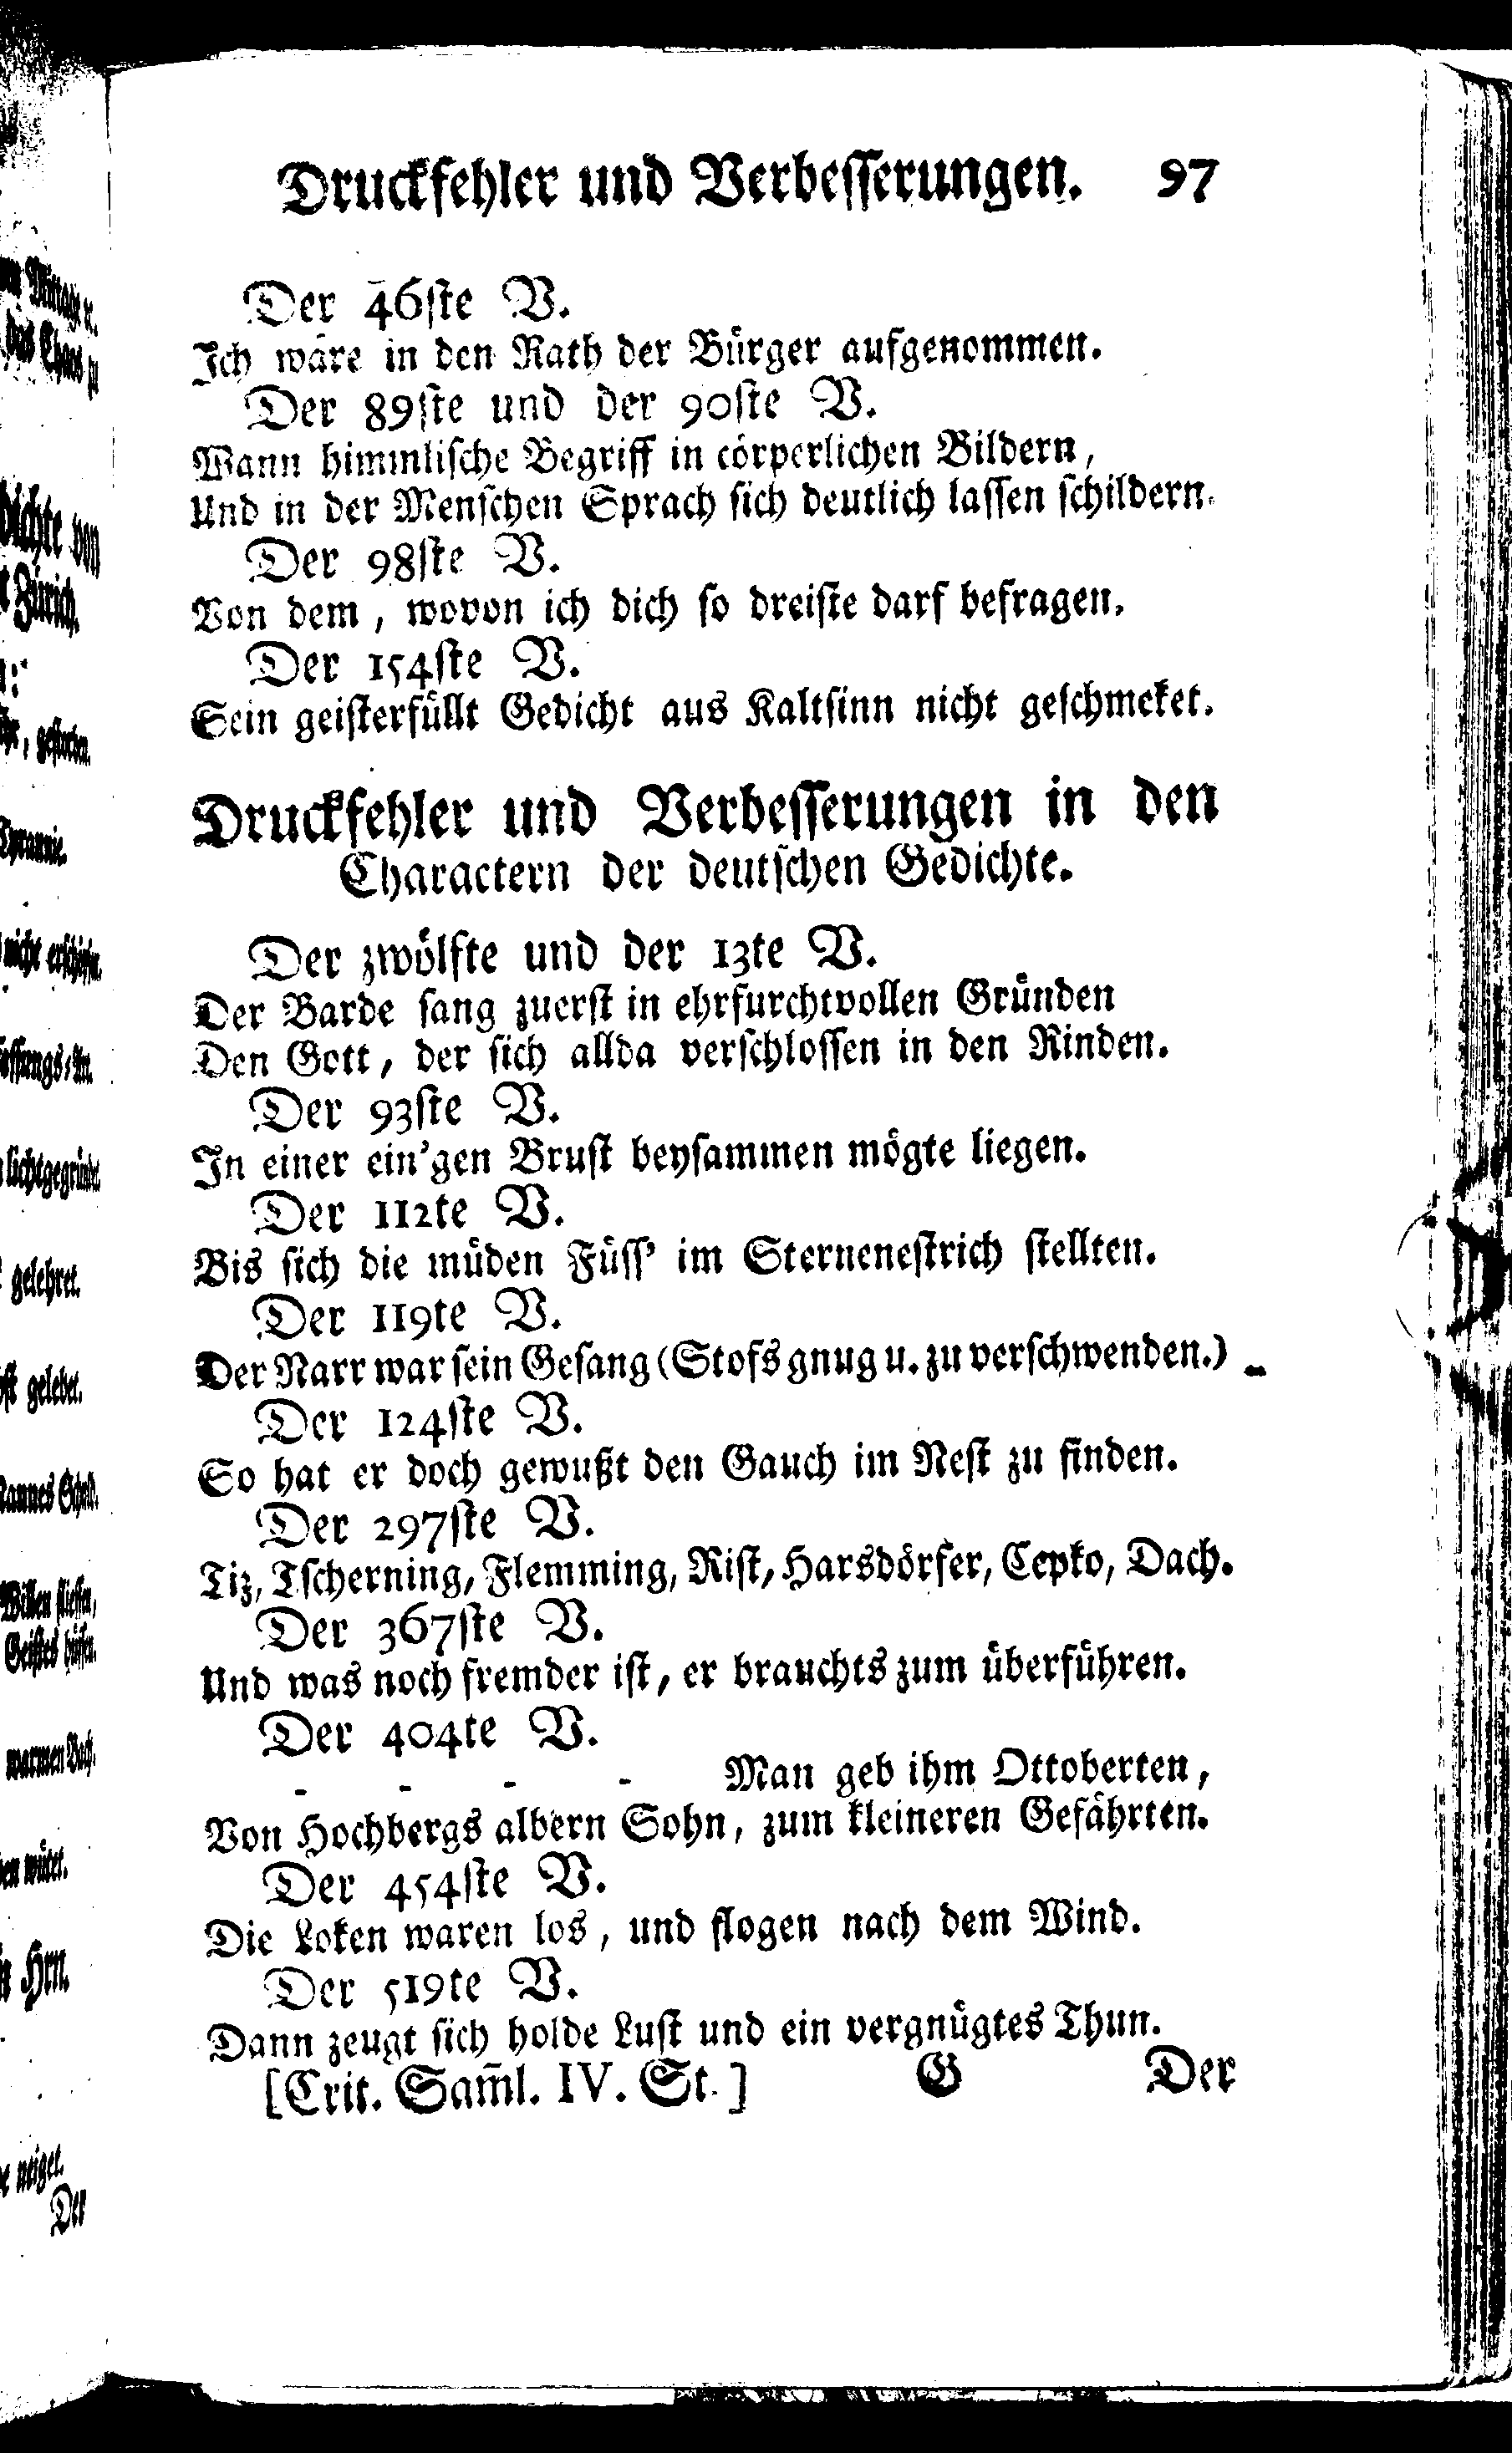 Druckfehler und Verbesserungen. 97
Der 46ste V.
Ich wäre in den Rath der Bürger aufgenommen.
Der 89ste und der 90ste V.
Wann himmlische Begriff in cörperlichen Bildern,
Und in der Menschen Sprach sich deutlich lassen schildern.
Der 98ste V.
Von dem, wovon ich dich so dreiste darf befragen.
Der 154ste V.
Sein geisterfüllt Gedicht aus Kaltsinn nicht geschmeket.
Druckfehler und Verbesserungen in den
Charactern der deutschen Gedichte.
Der zwölfte und der 13te V.
Der Barde sang zuerst in ehrfurchtvollen Gründen
Den Gott, der sich allda verschlossen in den Rinden.
Der 93ste V.
In einer ein'gen Brust beysammen mögte liegen.
Der 112te V.
Bis sich die müden Füss' im Sternenestrich stellten.
Der 119te V.
Der Narr war sein Gesang (Stofs gnug u. zu verschwenden.)
Der 124ste V.
So hat er doch gewußt den Gauch im Nest zu finden.
Der 297ste V.
Tiz, Tscherning, Flemming, Rist, Harsdörfer, Cepko, Dach.
Der 367ste V.
Und was noch fremder ist, er brauchts zum überführen.
Der 404te V.
- - - - Man geb ihm Ottoberten,
Von Hochbergs albern Sohn, zum kleineren Gefährten.
Der 454ste V.
Die Loken waren los, und flogen nach dem Wind.
Der 519te V.
Dann zeugt sich holde Lust und ein vergnügtes Thun.
[Crit. Sam̄l. IV. St.] G Der